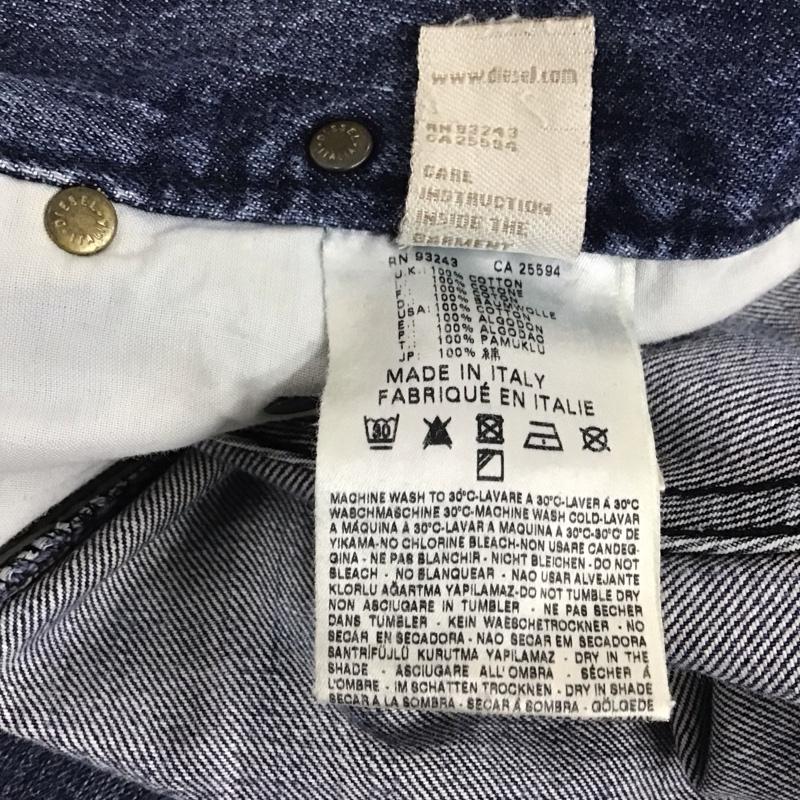 www.diesel.com
RN 93243
CA 25594
CARE
INSTRUCTION
INSIDE THE
GARMENT
DIESEL
ITALIA
DIESEL
ITALIA
RN 93243 CA 25594
U.K.: 100% COTTON
I.: 100% COTONE
F.: 100% COTON
D.: 100% BAUMWOLLE
USA: 100% COTTON
E.: 100% ALGODON
P.: 100% ALGODAO
T.: 100% PAMUKLU
JP: 100% 綿
MADE IN ITALY
FABRIQUÉ EN ITALIE
30
MACHINE WASH TO 30°C-LAVARE A 30°C-LAVER Á 30°C
WASCHMASCHINE 30°C-MACHINE WASH COLD-LAVAR
A MÁQUINA À 30°C-LAVAR A MAQUINA A 30°C-30°C' DE
YIKAMA-NO CHLORINE BLEACH-NON USARE CANDEG-
GINA - NE PAS BLANCHIR - NICHT BLEICHEN - DO NOT
BLEACH - NO BLANQUEAR - NAO USAR ALVEJANTE
KLORLU AĞARTMA YAPILAMAZ-DO NOT TUMBLE DRY
NON ASCIUGARE IN TUMBLER - NE PAS SECHER
DANS TUMBLER - KEIN WAESCHETROCKNER - NO
SECAR EN SECADORA - NAO SECAR EM SECADORA
SANTRİFÜJLÜ KURUTMA YAPILAMAZ - DRY IN THE
SHADE - ASCIUGARE ALL'OMBRA - SÉCHER Á
L'OMBRE - IM SCHATTEN TROCKNEN - DRY IN SHADE
SECAR A LA SOMBRA - SECAR Á SOMBRA - GÖLGEDE